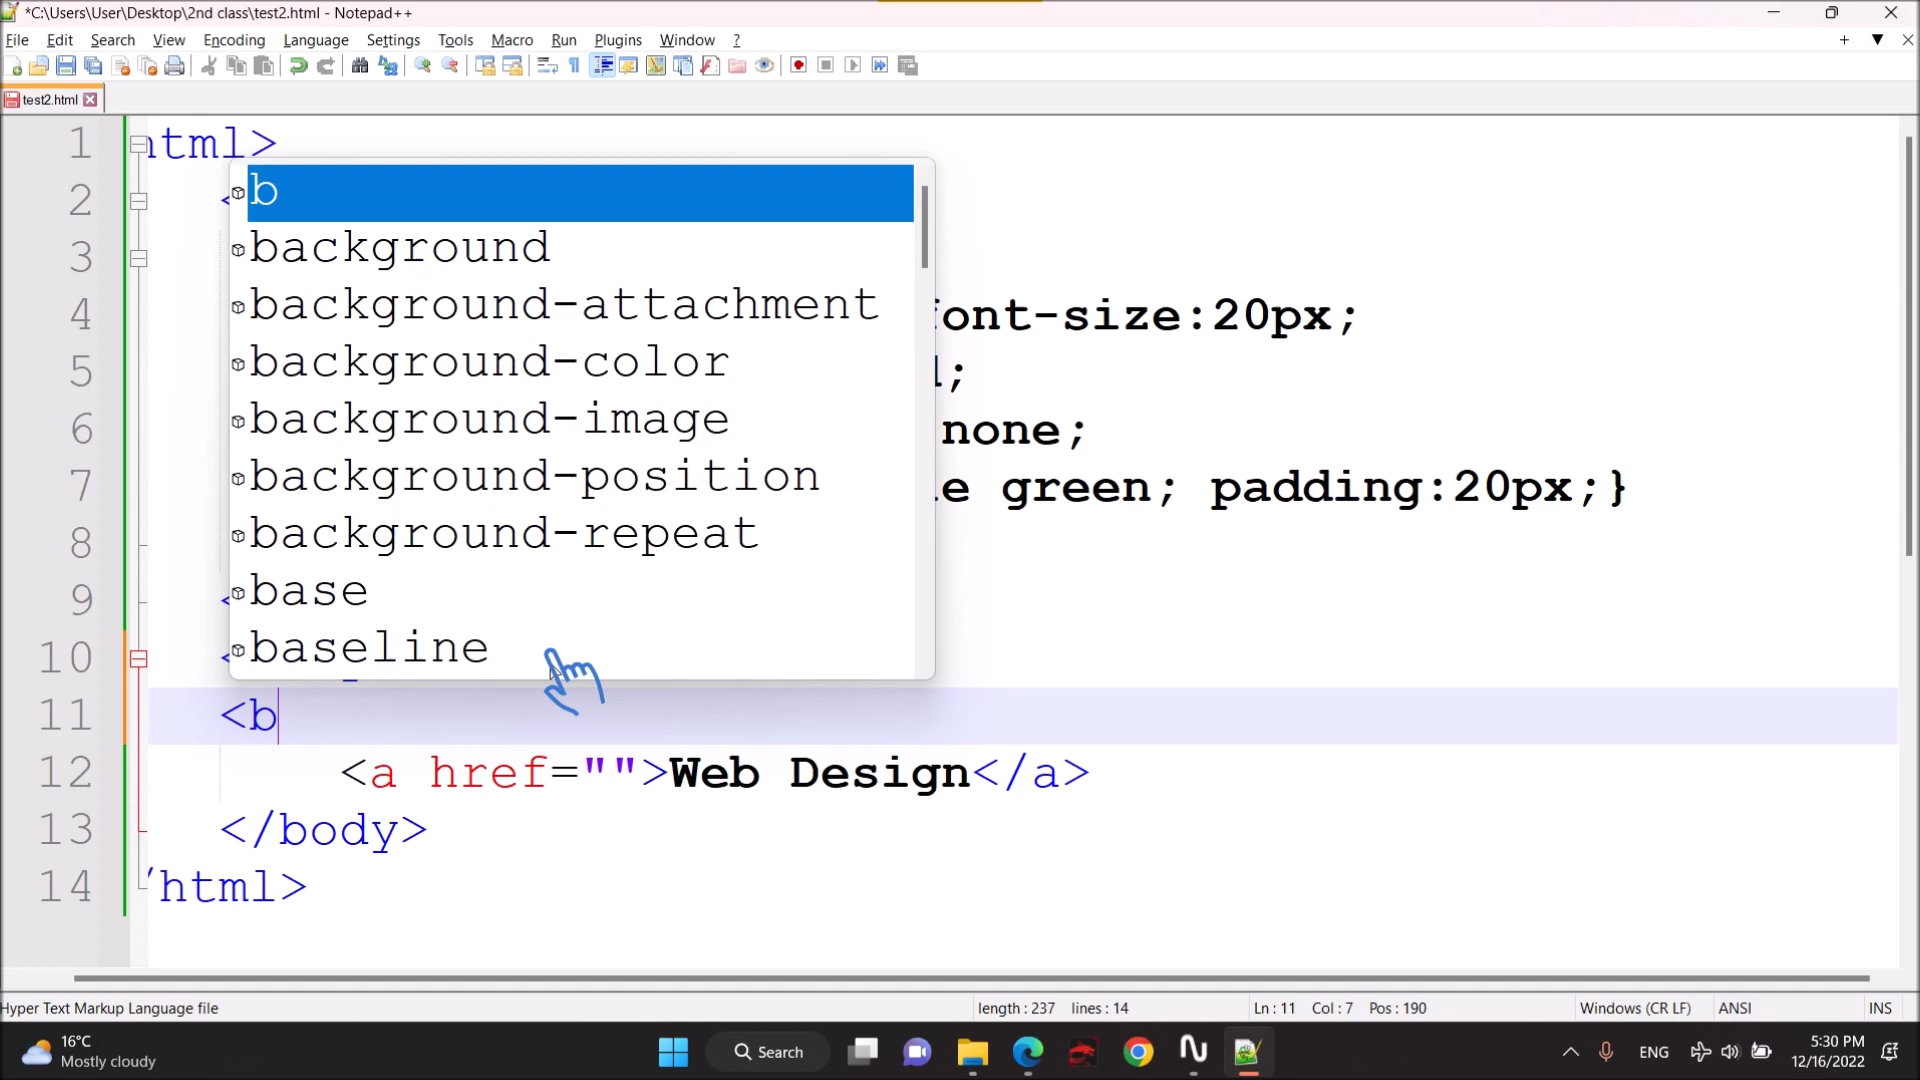 *C:\Users\User\Desktop\2nd class\test2.html - Notepad++
File Edit Search View Encoding Language Settings Tools Macro Run Plugins Window ?
test2.html
1 html>
2 <
3
4 font-size:20px;
5 ;
6 none;
7 e green; padding:20px;}
8
9 <
10 <
b
background
background-attachment
background-color
background-image
background-position
background-repeat
base
baseline
11 <b
12 <a href="">Web Design</a>
13 </body>
14 /html>
Hyper Text Markup Language file length : 237 lines : 14 Ln : 11 Col : 7 Pos : 190 Windows (CR LF) ANSI INS
16°C
Mostly cloudy
Search
ENG
5:30 PM
12/16/2022